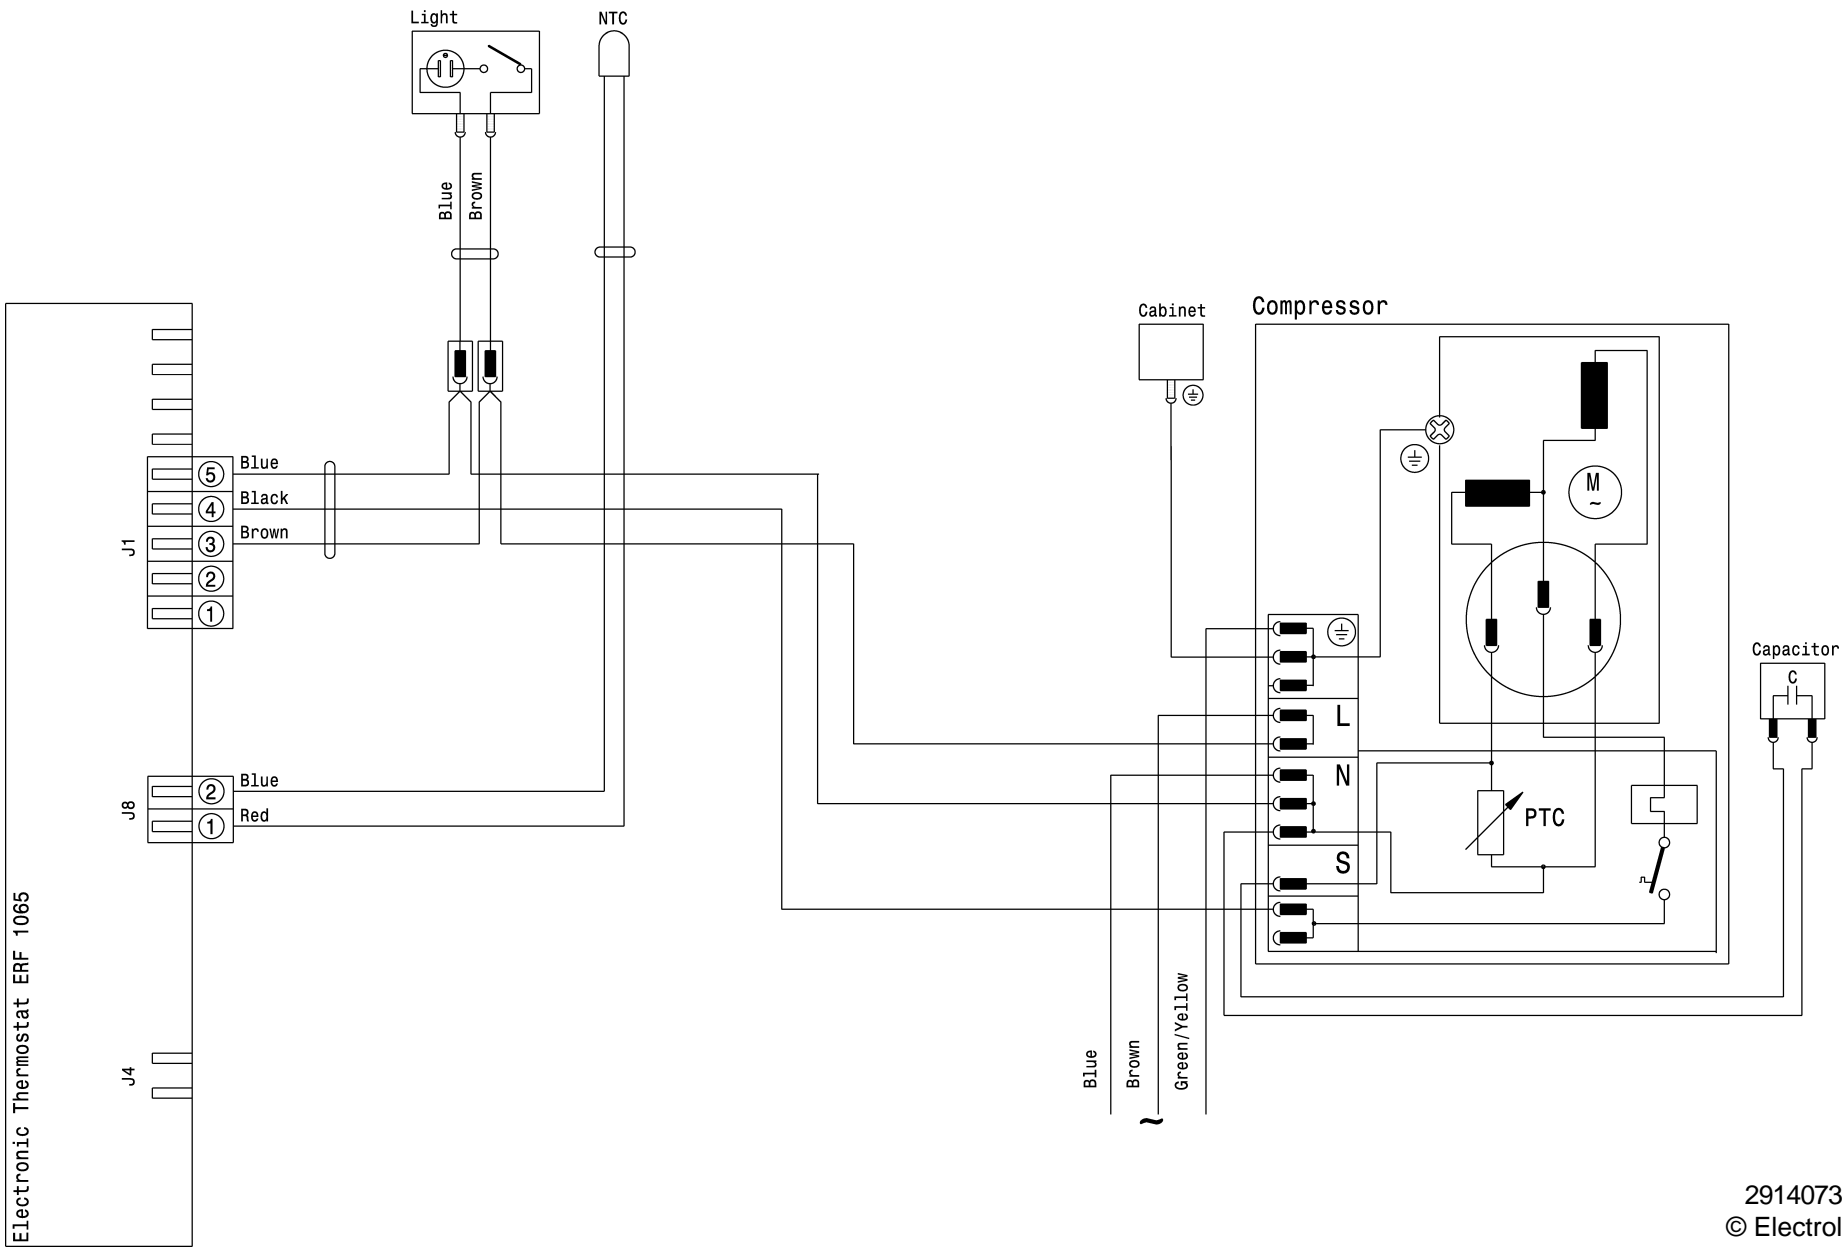 Light
NTC
Blue
Brown
Cabinet
Compressor
M
~
5
Blue
4
Black
3
Brown
2
1
J1
Capacitor
C
L
N
S
PTC
2
Blue
1
Red
J8
J4
Electronic Thermostat ERF 1065
Blue
Brown
Green/Yellow
~
2914073
© Electrol